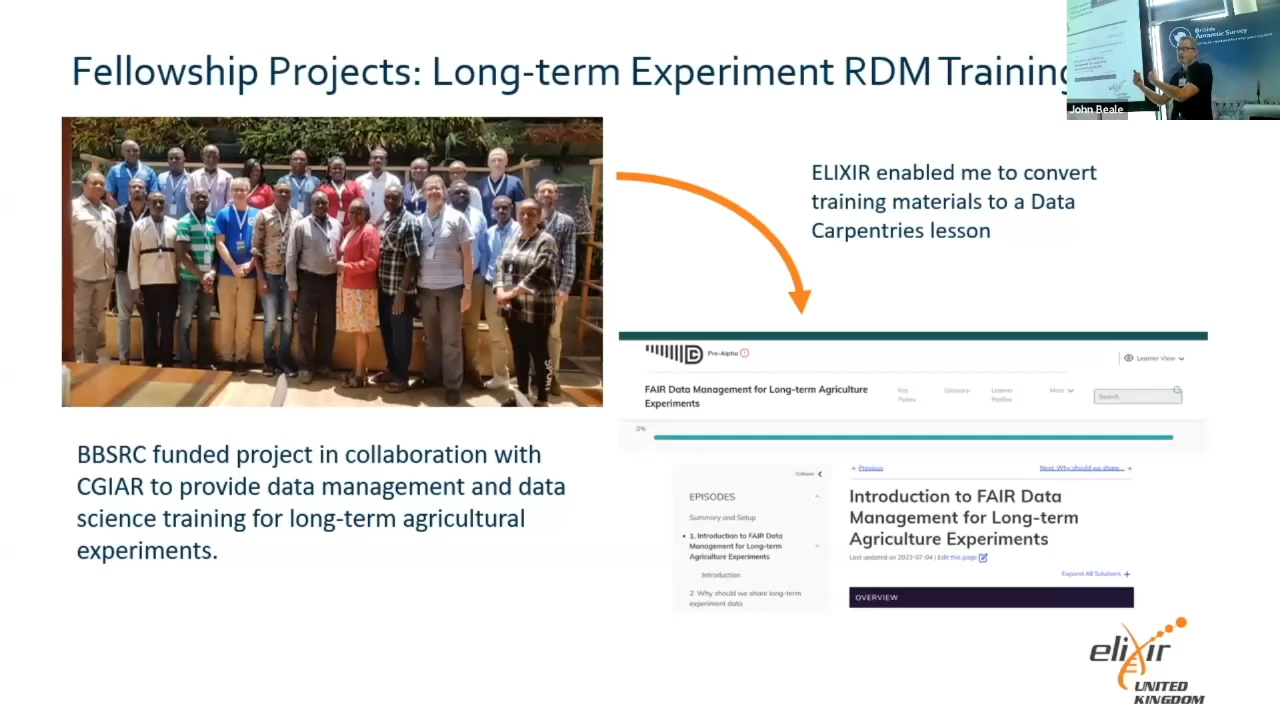 Fellowship Projects: Long-term Experiment RDM Training
British
Antarctic Survey
John Beale
ELIXIR enabled me to convert
training materials to a Data
Carpentries lesson
BBSRC funded project in collaboration with
CGIAR to provide data management and data
science training for long-term agricultural
experiments.
Pre-Alpha
Learner View
FAIR Data Management for Long-term Agriculture
Experiments
Key
Points
Glossary
Learner
Profiles
More
Search
0%
Collapse
EPISODES
Summary and Setup
1. Introduction to FAIR Data
Management for Long-term
Agriculture Experiments
Introduction
2. Why should we share long-term
experiment data
Previous
Next: Why should we share...
Introduction to FAIR Data
Management for Long-term
Agriculture Experiments
Last updated on 2023-07-04 | Edit this page
Expand All Solutions +
OVERVIEW
elixir
UNITED
KINGDOM